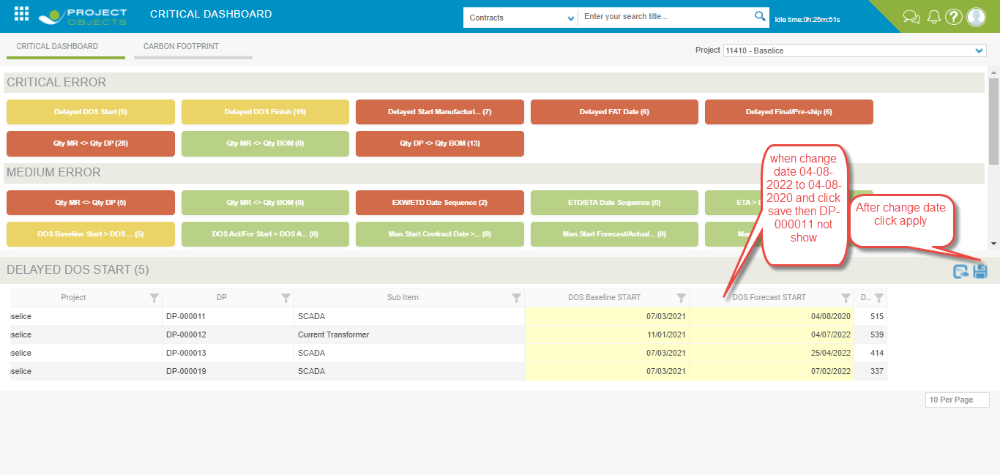 PROJECT
OBJECTS
CRITICAL DASHBOARD
Contracts
Enter your search title...
Idle time:0h:25m:51s
?
CRITICAL DASHBOARD
CARBON FOOTPRINT
Project
11410 - Baselice
CRITICAL ERROR
Delayed DOS Start (5)
Delayed DOS Finish (15)
Delayed Start Manufacturi... (7)
Delayed FAT Date (6)
Delayed Final/Pre-ship (6)
Qty MR <> Qty DP (28)
Qty MR <> Qty BOM (0)
Qty DP <> Qty BOM (13)
MEDIUM ERROR
Qty MR <> Qty DP (5)
Qty MR <> Qty BOM (0)
EXW/ETD Date Sequence (2)
ETD/ETA Date Sequence (0)
ETA >
DOS Baseline Start > DOS ... (5)
DOS Act/For Start > DOS A... (0)
Man.Start Contract Date >... (0)
Man.Start Forecast/Actual... (0)
when change
date 04-08-
2022 to 04-08-
2020 and click
save then DP-
000011 not
show
After change date
click apply
DELAYED DOS START (5)
Project
DP
Sub Item
DOS Baseline START
DOS Forecast START
D...
selice
DP-000011
SCADA
07/03/2021
04/08/2020
515
selice
DP-000012
Current Transformer
11/01/2021
04/07/2022
539
selice
DP-000013
SCADA
07/03/2021
25/04/2022
414
selice
DP-000019
SCADA
07/03/2021
07/02/2022
337
10 Per Page